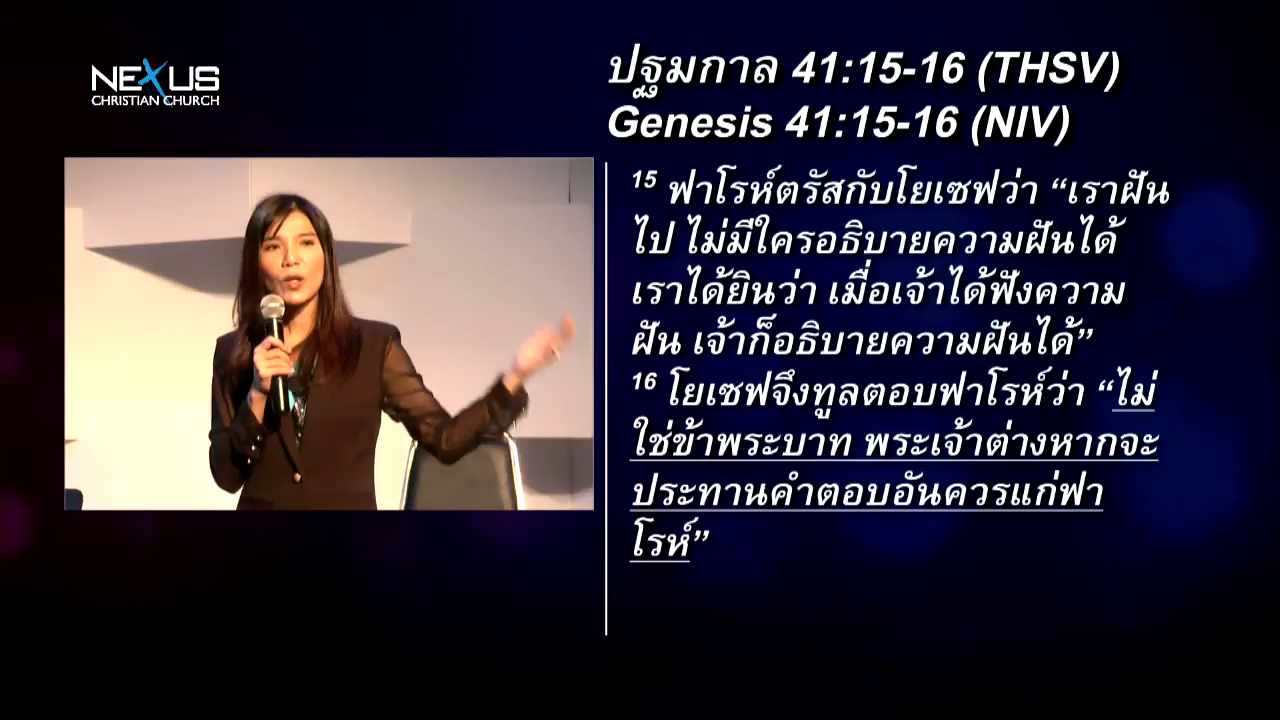 NEXUS
CHRISTIAN CHURCH
ปฐมกาล 41:15-16 (THSV)
Genesis 41:15-16 (NIV)
15 ฟาโรห์ตรัสกับโยเซฟว่า “เราฝัน
ไป ไม่มีใครอธิบายความฝันได้
เราได้ยินว่า เมื่อเจ้าได้ฟังความ
ฝัน เจ้าก็อธิบายความฝันได้”
16 โยเซฟจึงทูลตอบฟาโรห์ว่า “ไม่
ใช่ข้าพระบาท พระเจ้าต่างหากจะ
ประทานคำตอบอันควรแก่ฟา
โรห์”